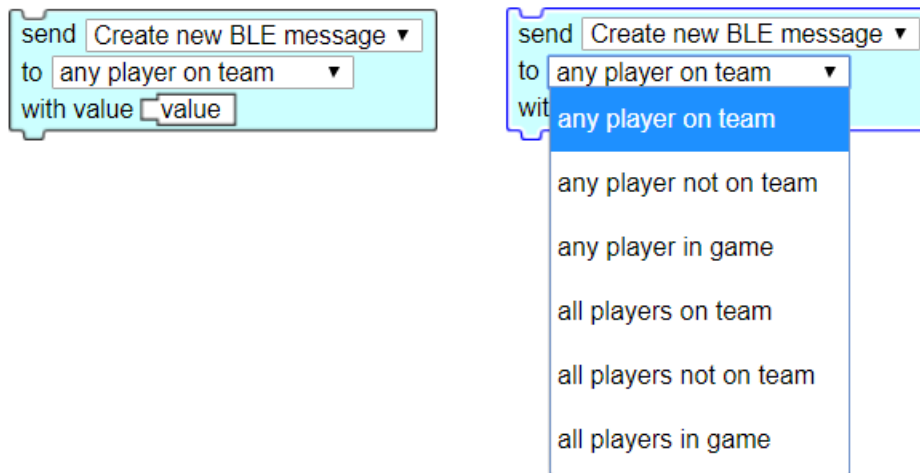 send Create new BLE message ▼
to any player on team ▼
with value value
send Create new BLE message ▼
to any player on team ▼
wit
any player on team
any player not on team
any player in game
all players on team
all players not on team
all players in game